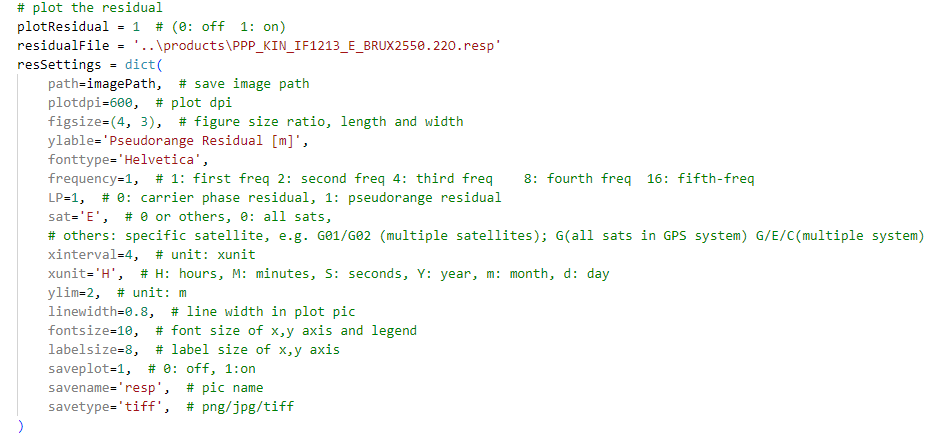 # plot the residual
plotResidual = 1  # (0: off  1: on)
residualFile = '..\products\PPP_KIN_IF1213_E_BRUX2550.22O.resp'
resSettings = dict(
    path=imagePath,  # save image path
    plotdpi=600,  # plot dpi
    figsize=(4, 3),  # figure size ratio, length and width
    ylable='Pseudorange Residual [m]',
    fonttype='Helvetica',
    frequency=1,  # 1: first freq 2: second freq 4: third freq    8: fourth freq  16: fifth-freq
    LP=1,  # 0: carrier phase residual, 1: pseudorange residual
    sat='E',  # 0 or others, 0: all sats,
    # others: specific satellite, e.g. G01/G02 (multiple satellites); G(all sats in GPS system) G/E/C(multiple system)
    xinterval=4,  # unit: xunit
    xunit='H',  # H: hours, M: minutes, S: seconds, Y: year, m: month, d: day
    ylim=2,  # unit: m
    linewidth=0.8,  # line width in plot pic
    fontsize=10,  # font size of x,y axis and legend
    labelsize=8,  # label size of x,y axis
    saveplot=1,  # 0: off, 1:on
    savename='resp',  # pic name
    savetype='tiff',  # png/jpg/tiff
)